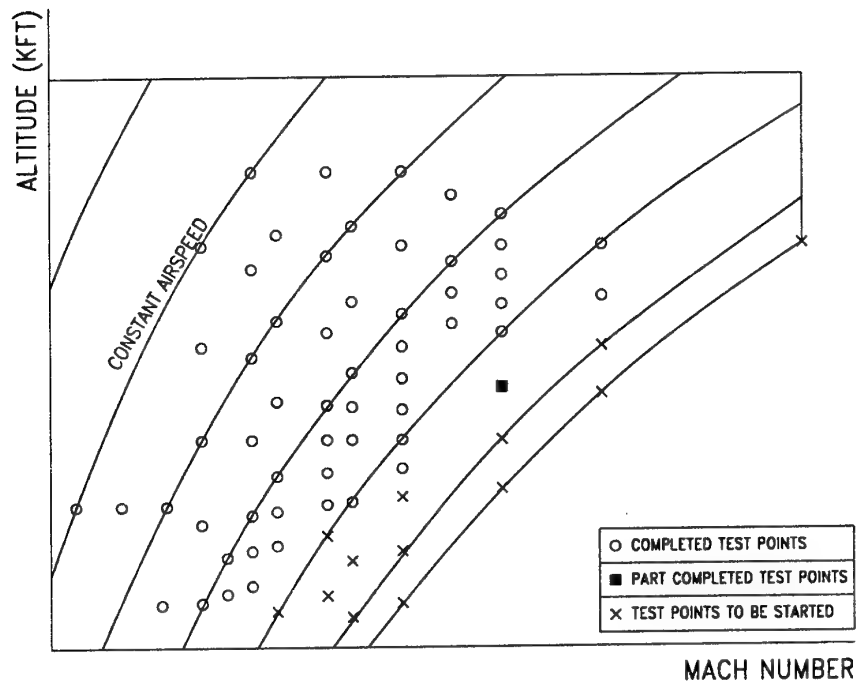 ALTITUDE (KFT)
CONSTANT AIRSPEED
COMPLETED TEST POINTS
PART COMPLETED TEST POINTS
TEST POINTS TO BE STARTED
MACH NUMBER